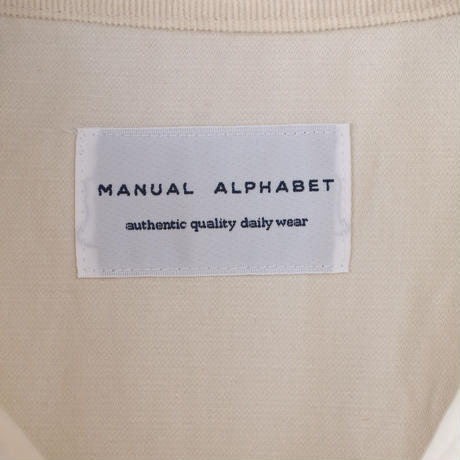 MANUAL ALPHABET
authentic quality daily wear